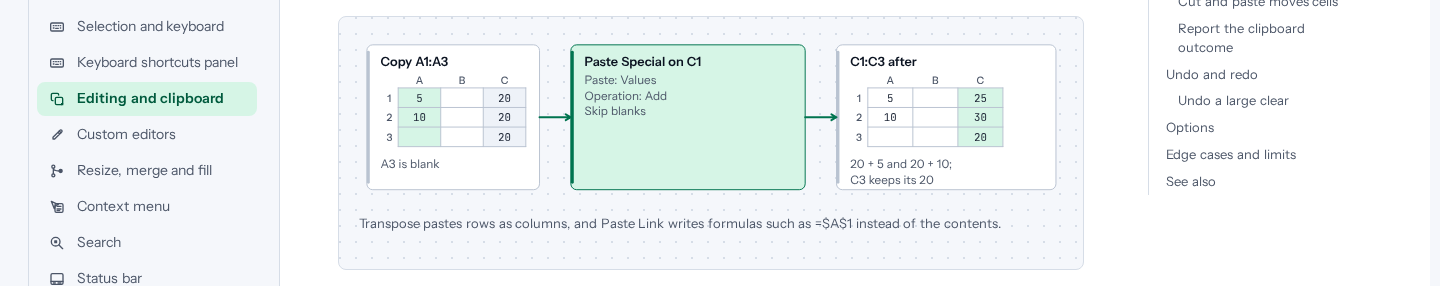 Selection and keyboard
Keyboard shortcuts panel
Editing and clipboard
Custom editors
Resize, merge and fill
Context menu
Search
Status bar
Copy A1:A3
A B C
1 5 20
2 10 20
3 20
A3 is blank
Paste Special on C1
Paste: Values
Operation: Add
Skip blanks
C1:C3 after
A B C
1 5 25
2 10 30
3 20
20 + 5 and 20 + 10;
C3 keeps its 20
Transpose pastes rows as columns, and Paste Link writes formulas such as =$A$1 instead of the contents.
Cut and paste moves cells
Report the clipboard
outcome
Undo and redo
Undo a large clear
Options
Edge cases and limits
See also